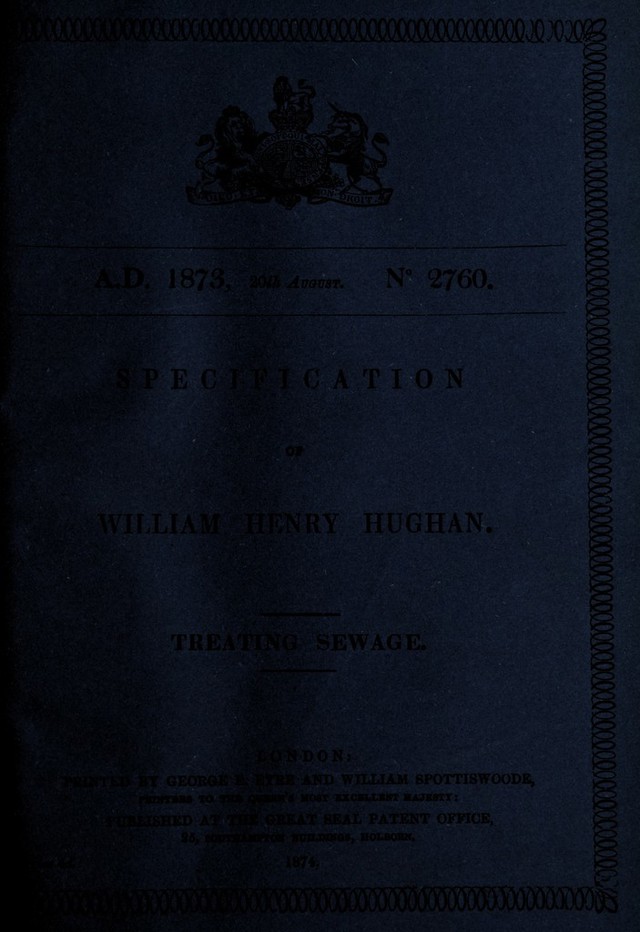 A.D. 1873, 20th AUGUST. No 2760.
SPECIFICATION
OF
WILLIAM HENRY HUGHAN.
TREATING SEWAGE.
LONDON:
PRINTED BY GEORGE E. EYRE AND WILLIAM SPOTTISWOODE,
PRINTERS TO THE QUEEN'S MOST EXCELLENT MAJESTY:
PUBLISHED AT THE GREAT SEAL PATENT OFFICE,
25, SOUTHAMPTON BUILDINGS, HOLBORN.
1874.